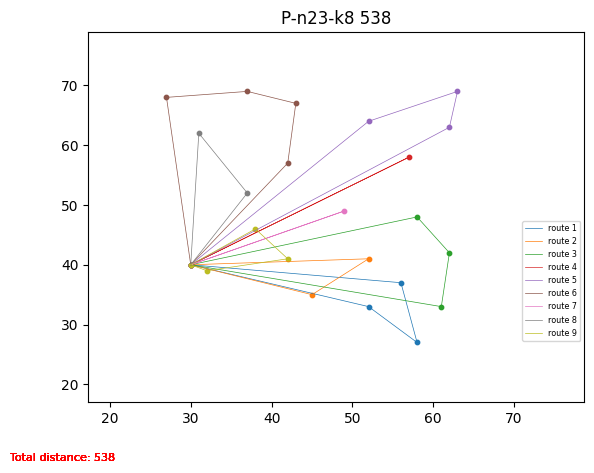 P-n23-k8 538
70
60
50
40
30
20
20
30
40
50
60
70
route 1
route 2
route 3
route 4
route 5
route 6
route 7
route 8
route 9
Total distance: 538